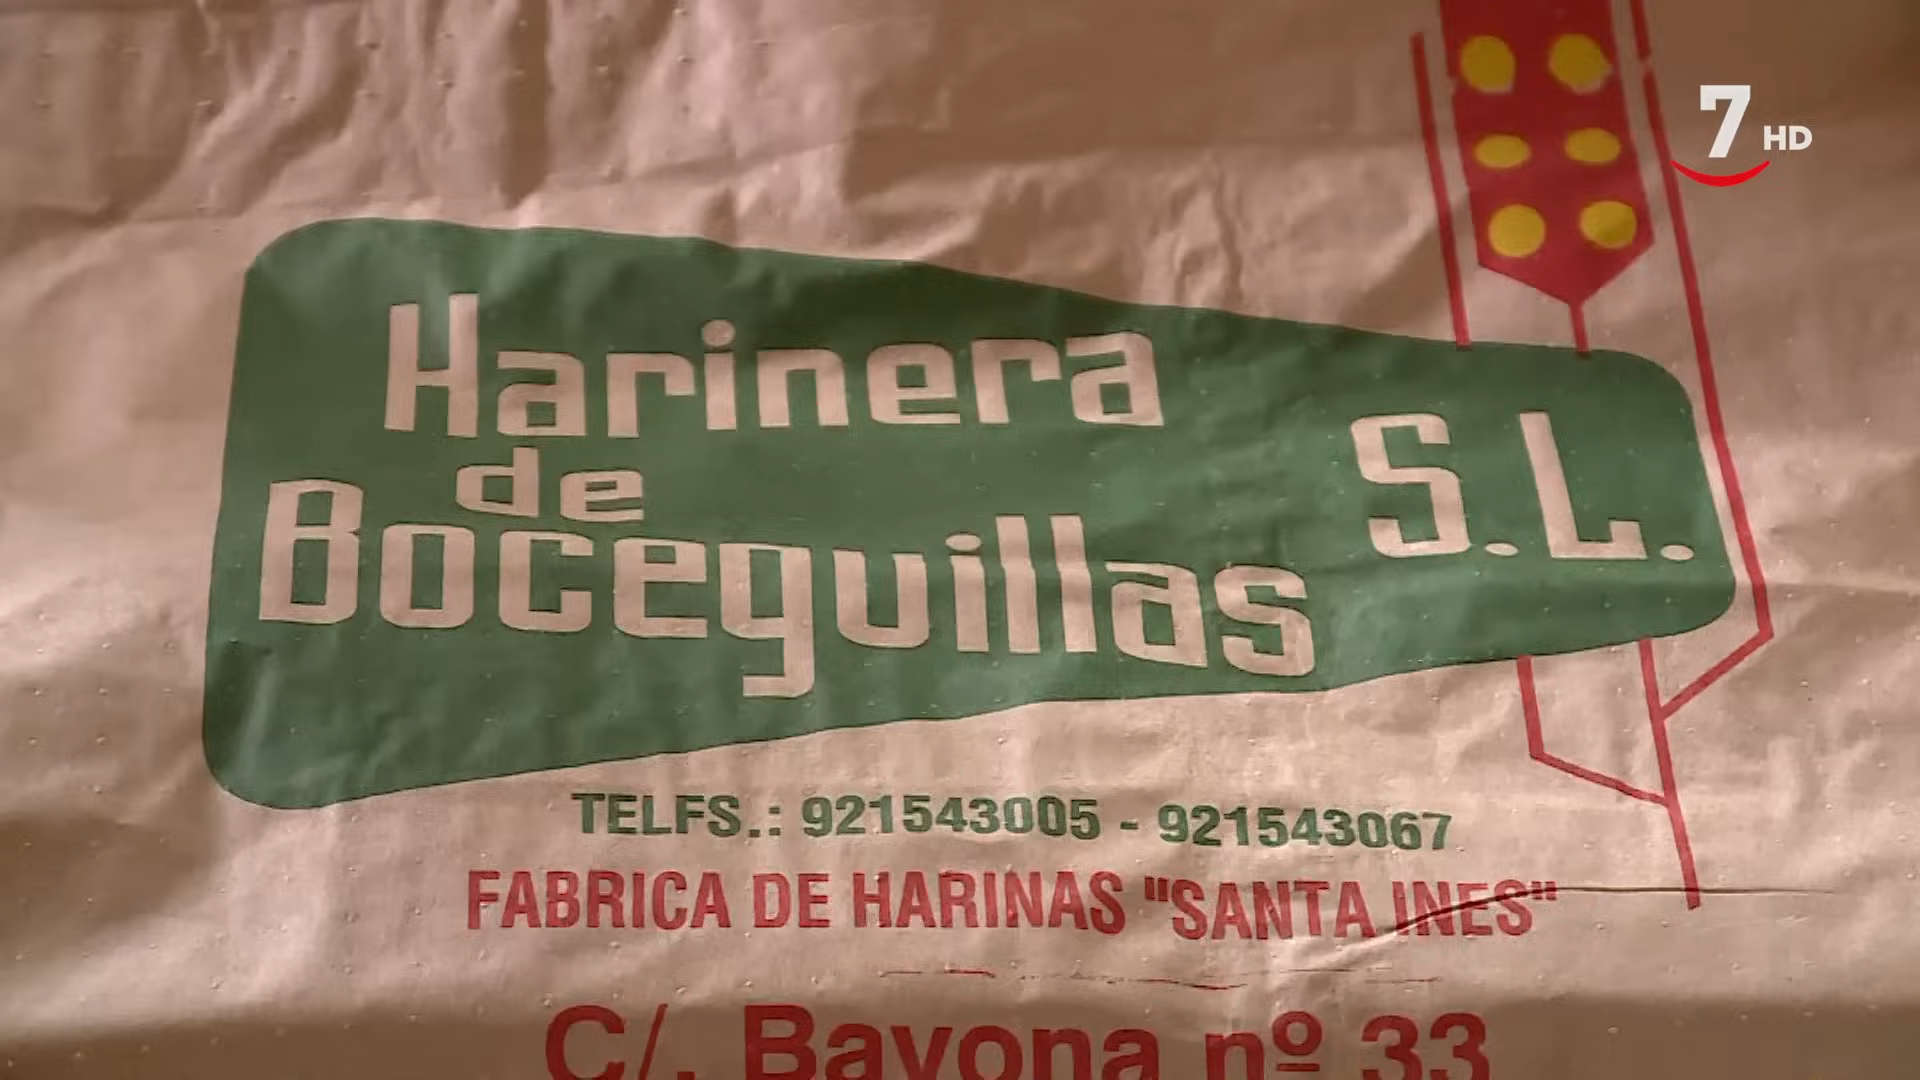 7 HD
Harinera
de
Boceguillas
S.L.
TELFS.: 921543005 - 921543067
FABRICA DE HARINAS "SANTA INES"
C/. Bayona nº 33